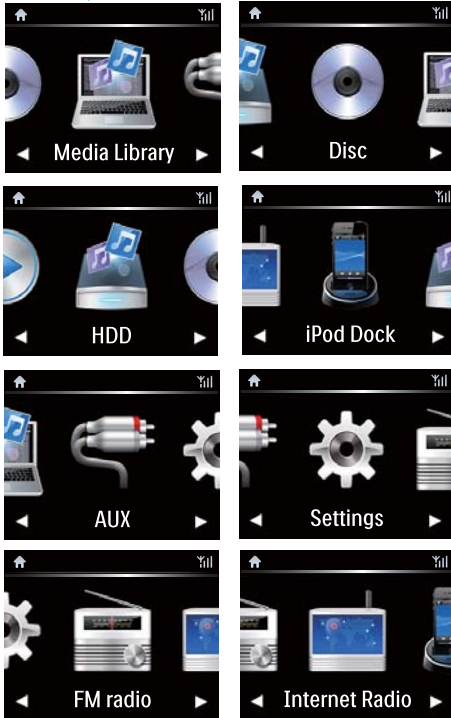 Media Library
Disc
HDD
iPod Dock
AUX
Settings
FM radio
Internet Radio